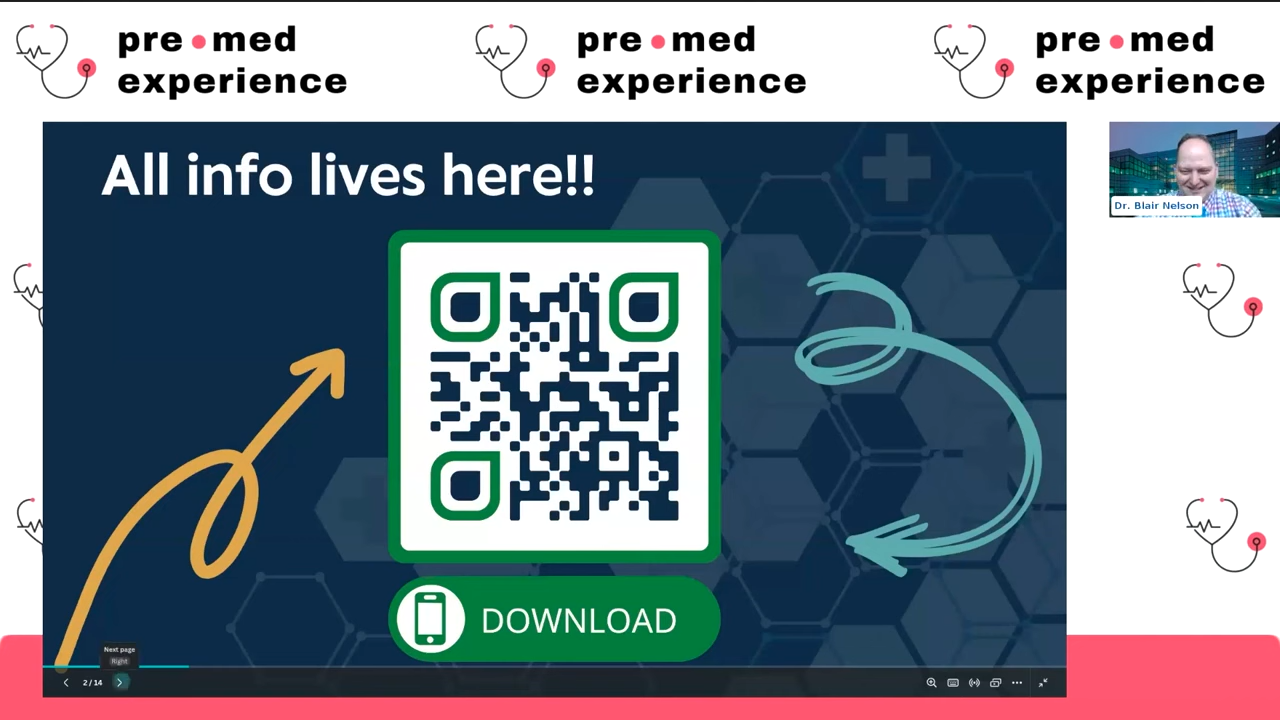 pre•med
experience
pre•med
experience
pre•med
experience
All info lives here!!
Dr. Blair Nelson
DOWNLOAD
Next page
Right
2 / 14